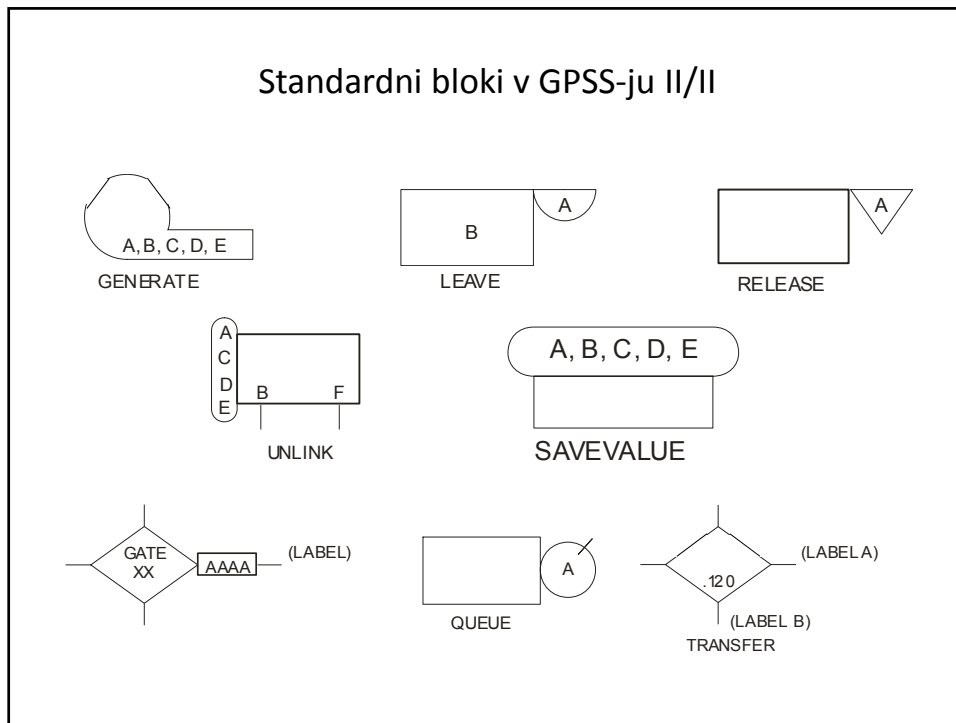 Standardni bloki v GPSS-ju II/II
A, B, C, D, E
GENERATE
B
A
LEAVE
A
RELEASE
A
C
D
E
B F
UNLINK
A, B, C, D, E
SAVEVALUE
GATE
XX
AAAA
(LABEL)
A
QUEUE
.120
(LABEL A)
(LABEL B)
TRANSFER